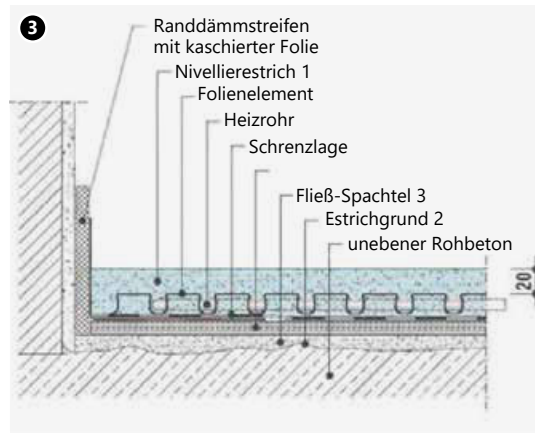 3
Randdämmstreifen
mit kaschierter Folie
Nivellierestrich 1
Folienelement
Heizrohr
Schrenzlage
Fließ-Spachtel 3
Estrichgrund 2
unebener Rohbeton
20